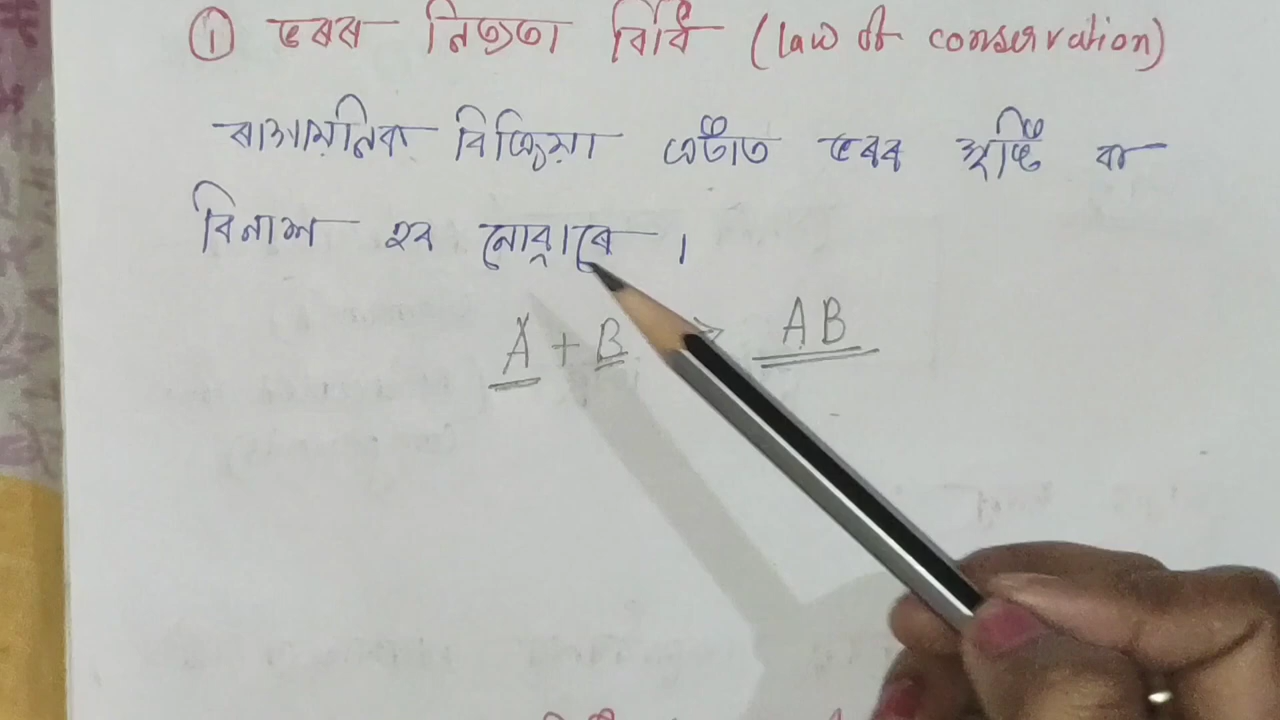 ① ভৰৰ নিত্যতা বিধি (law of conservation)
ৰাসায়নিক বিক্ৰিয়া এটাত ভৰৰ সৃষ্টি বা
বিনাশ হব নোৱাৰে ।
A + B → AB